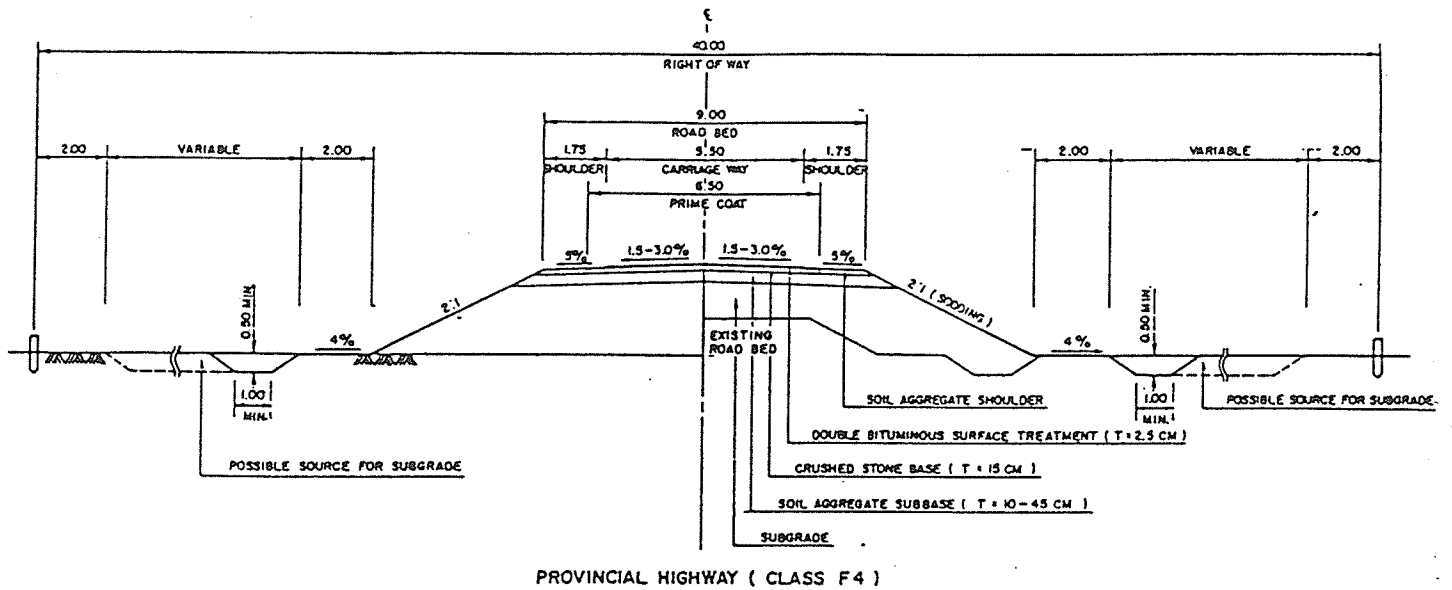 ℄
40.00
RIGHT OF WAY
9.00
ROAD BED
2.00 VARIABLE 2.00 1.75 5.50 1.75 2.00 VARIABLE 2.00
SHOULDER CARRIAGE WAY SHOULDER
6.50
PRIME COAT
5% 1.5-3.0% 1.5-3.0% 5%
2:1 2:1 (SODDING)
0.50 MIN. 0.50 MIN.
4% EXISTING 4%
ROAD BED
1.00 SOIL AGGREGATE SHOULDER 1.00 POSSIBLE SOURCE FOR SUBGRADE
MIN. MIN.
DOUBLE BITUMINOUS SURFACE TREATMENT ( T = 2.5 CM )
POSSIBLE SOURCE FOR SUBGRADE CRUSHED STONE BASE ( T = 15 CM )
SOIL AGGREGATE SUBBASE ( T = 10-45 CM )
SUBGRADE
PROVINCIAL HIGHWAY ( CLASS F4 )